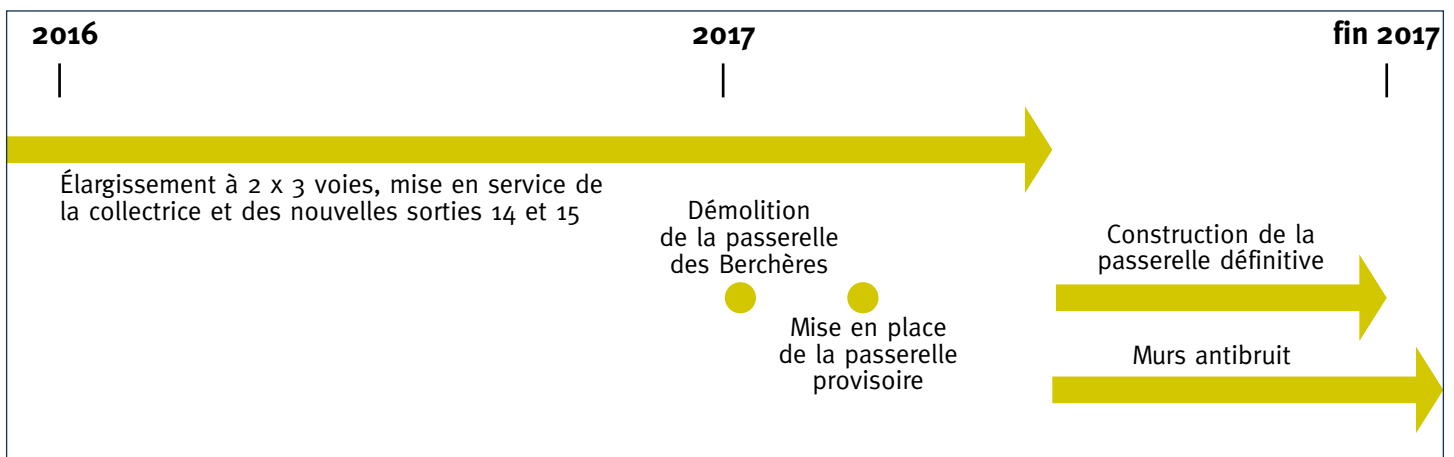 2016
2017
fin 2017
Élargissement à 2 x 3 voies, mise en service de
la collectrice et des nouvelles sorties 14 et 15
Démolition
de la passerelle
des Berchères
Mise en place
de la passerelle
provisoire
Construction de la
passerelle définitive
Murs antibruit